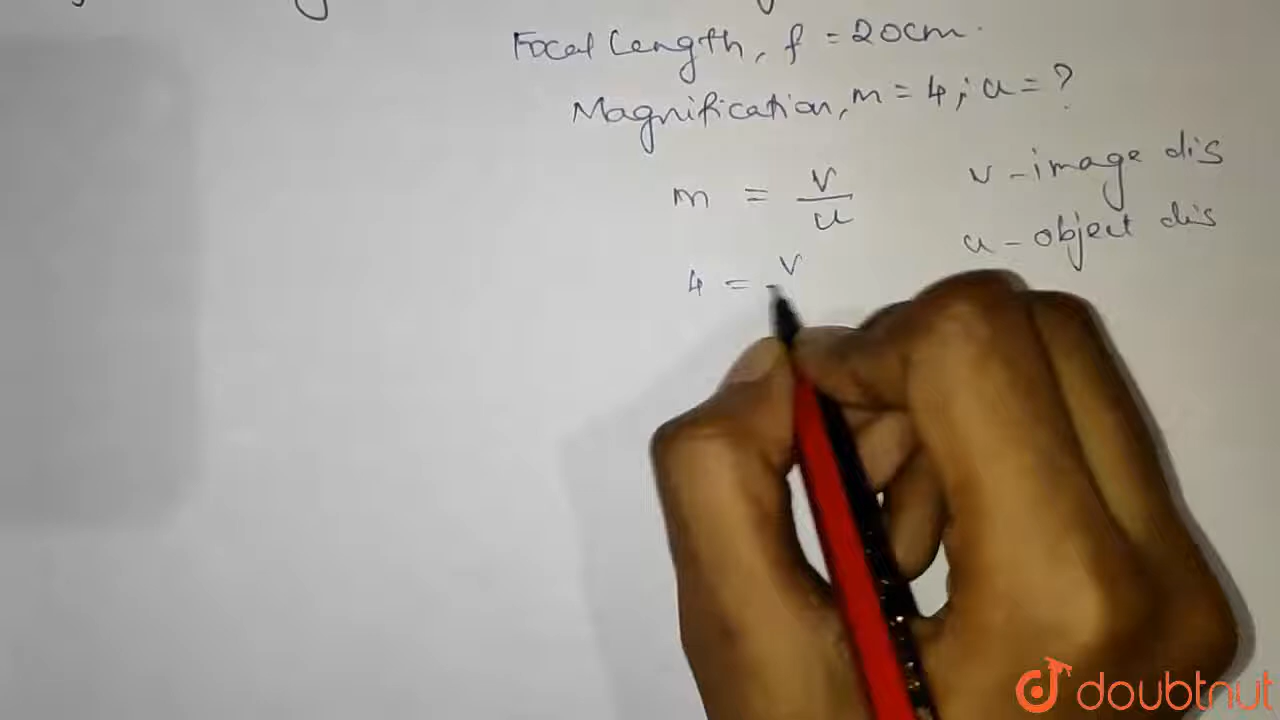 Focal Length, f = 20cm.
Magnification, m = 4; u = ?
m = v/u
v - image dis
u - object dis
4 = v
doubtnut